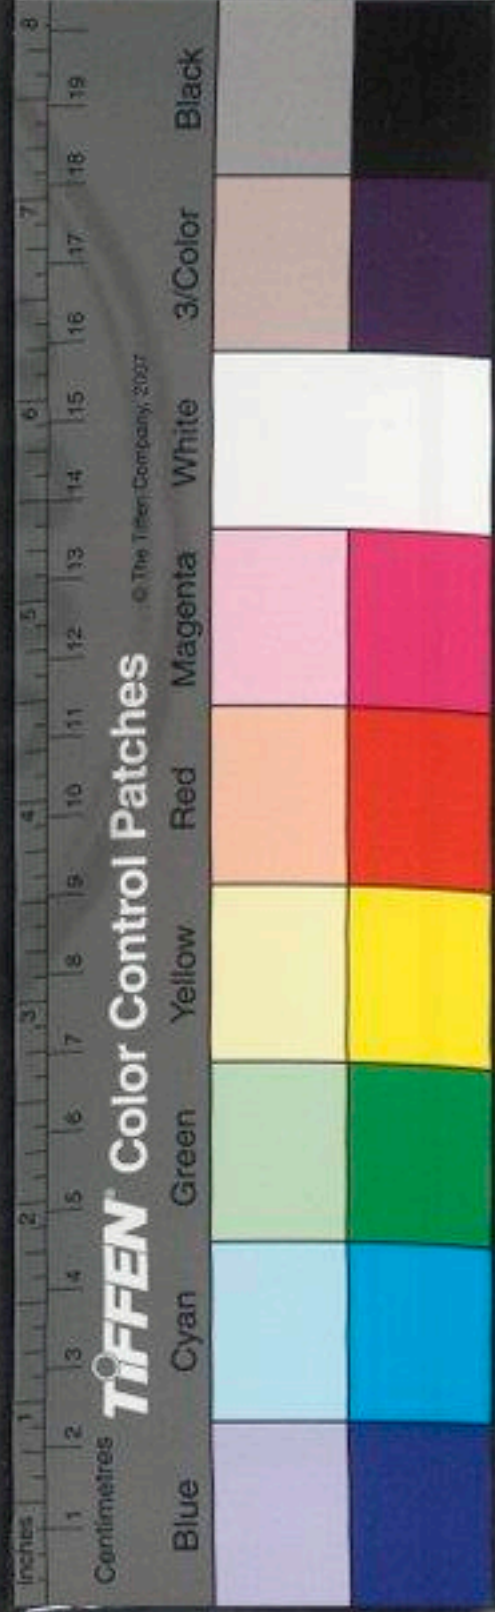 Inches 1 2 3 4 5 6 7 8
Centimetres 1 2 3 4 5 6 7 8 9 10 11 12 13 14 15 16 17 18 19
TIFFEN® Color Control Patches © The Tiffen Company, 2007
Blue Cyan Green Yellow Red Magenta White 3/Color Black